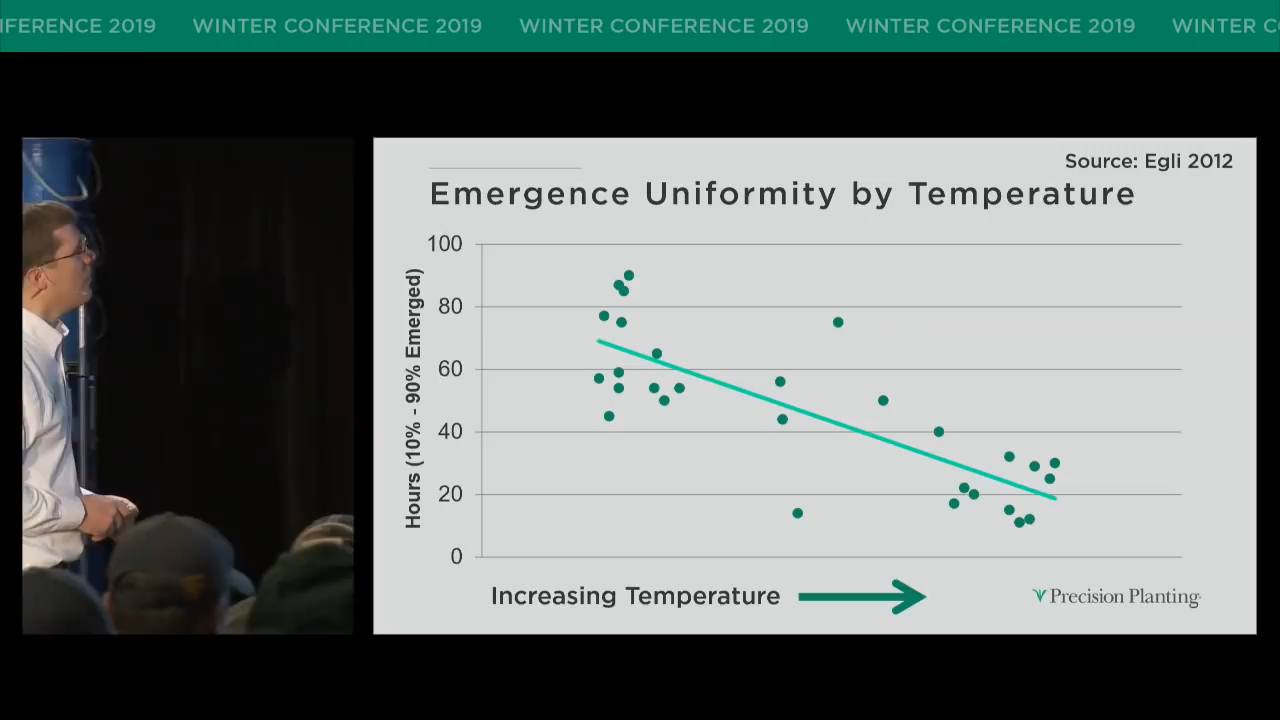 NFERENCE 2019 WINTER CONFERENCE 2019 WINTER CONFERENCE 2019 WINTER CONFERENCE 2019 WINTER C
Source: Egli 2012
Emergence Uniformity by Temperature
Hours (10% - 90% Emerged)
100
80
60
40
20
0
Increasing Temperature
Precision Planting